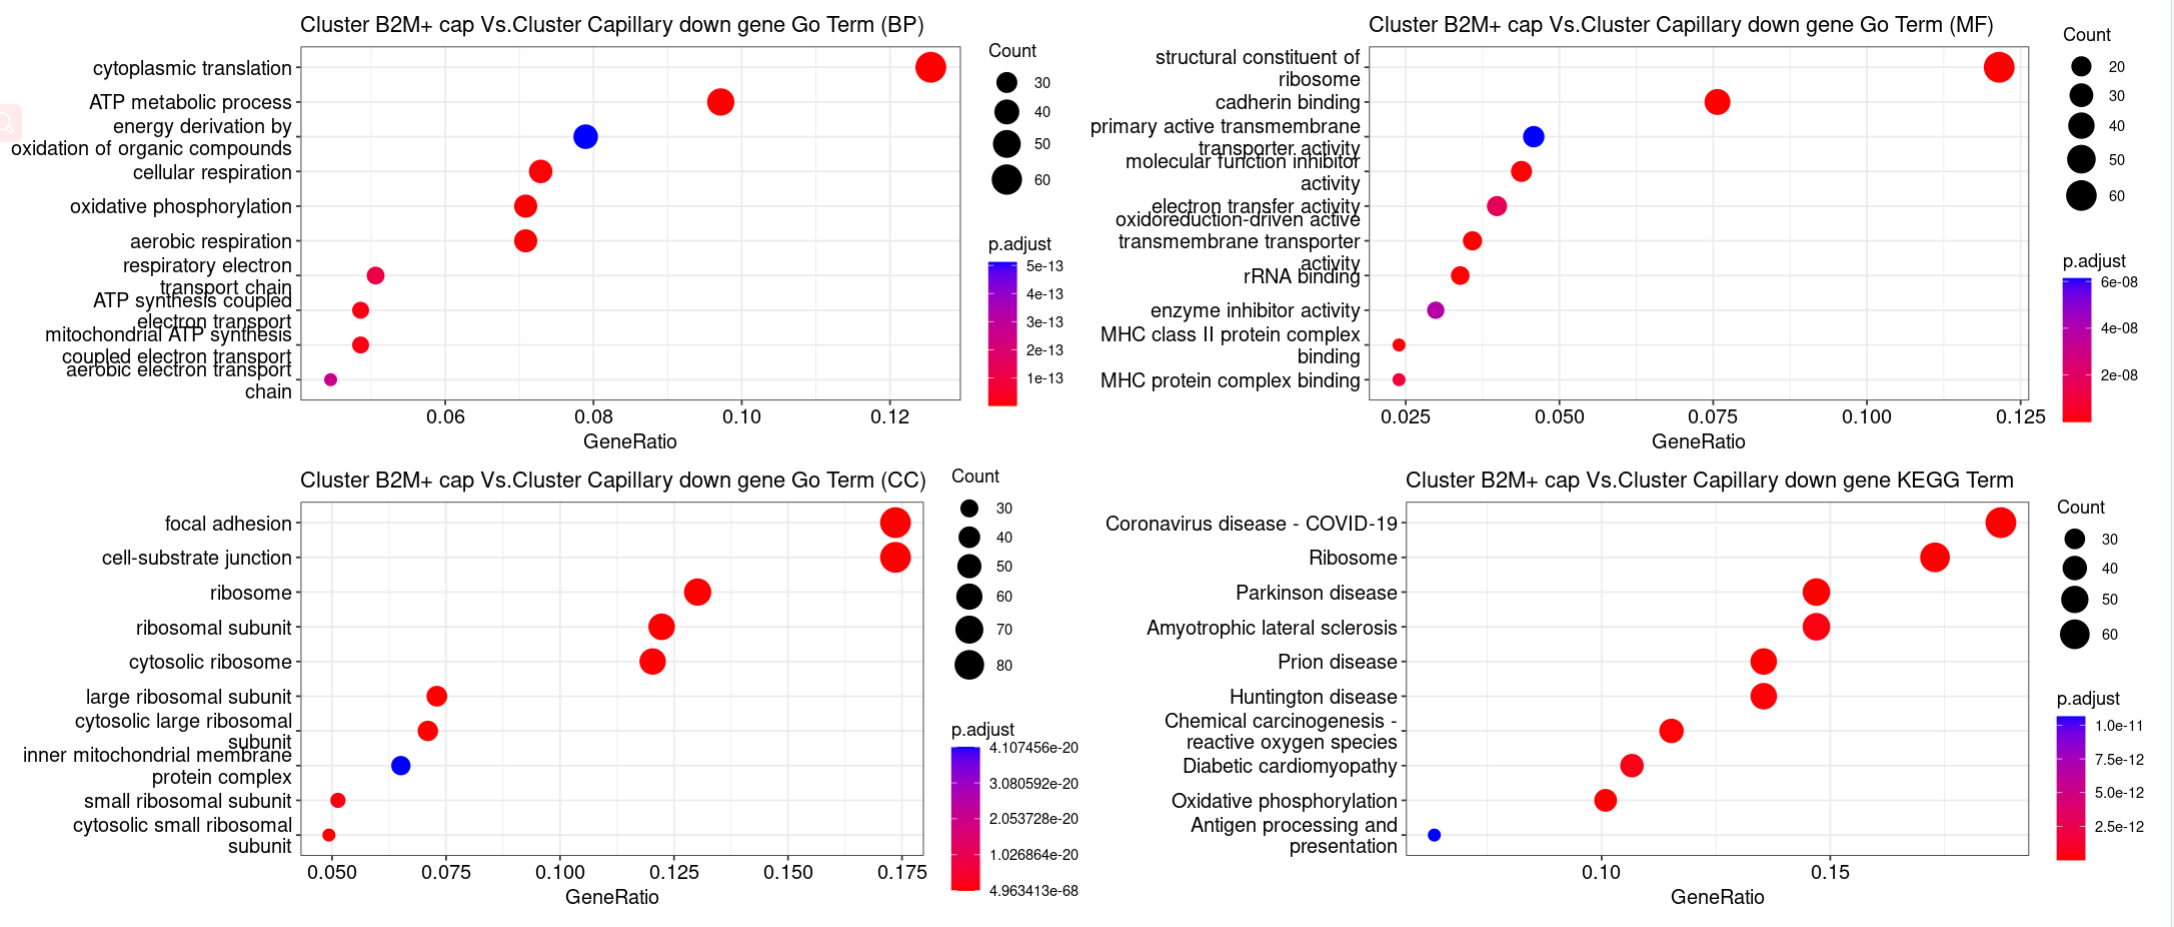 Cluster B2M+ cap Vs.Cluster Capillary down gene Go Term (BP)
cytoplasmic translation
ATP metabolic process
energy derivation by
oxidation of organic compounds
cellular respiration
oxidative phosphorylation
aerobic respiration
respiratory electron
transport chain
ATP synthesis coupled
electron transport
mitochondrial ATP synthesis
coupled electron transport
aerobic electron transport
chain
0.06 0.08 0.10 0.12
GeneRatio
Count
30
40
50
60
p.adjust
5e-13
4e-13
3e-13
2e-13
1e-13
Cluster B2M+ cap Vs.Cluster Capillary down gene Go Term (MF)
structural constituent of
ribosome
cadherin binding
primary active transmembrane
transporter activity
molecular function inhibitor
activity
electron transfer activity
oxidoreduction-driven active
transmembrane transporter
activity
rRNA binding
enzyme inhibitor activity
MHC class II protein complex
binding
MHC protein complex binding
0.025 0.050 0.075 0.100 0.125
GeneRatio
Count
20
30
40
50
60
p.adjust
6e-08
4e-08
2e-08
Cluster B2M+ cap Vs.Cluster Capillary down gene Go Term (CC)
focal adhesion
cell-substrate junction
ribosome
ribosomal subunit
cytosolic ribosome
large ribosomal subunit
cytosolic large ribosomal
subunit
inner mitochondrial membrane
protein complex
small ribosomal subunit
cytosolic small ribosomal
subunit
0.050 0.075 0.100 0.125 0.150 0.175
GeneRatio
Count
30
40
50
60
70
80
p.adjust
4.107456e-20
3.080592e-20
2.053728e-20
1.026864e-20
4.963413e-68
Cluster B2M+ cap Vs.Cluster Capillary down gene KEGG Term
Coronavirus disease - COVID-19
Ribosome
Parkinson disease
Amyotrophic lateral sclerosis
Prion disease
Huntington disease
Chemical carcinogenesis -
reactive oxygen species
Diabetic cardiomyopathy
Oxidative phosphorylation
Antigen processing and
presentation
0.10 0.15
GeneRatio
Count
30
40
50
60
p.adjust
1.0e-11
7.5e-12
5.0e-12
2.5e-12